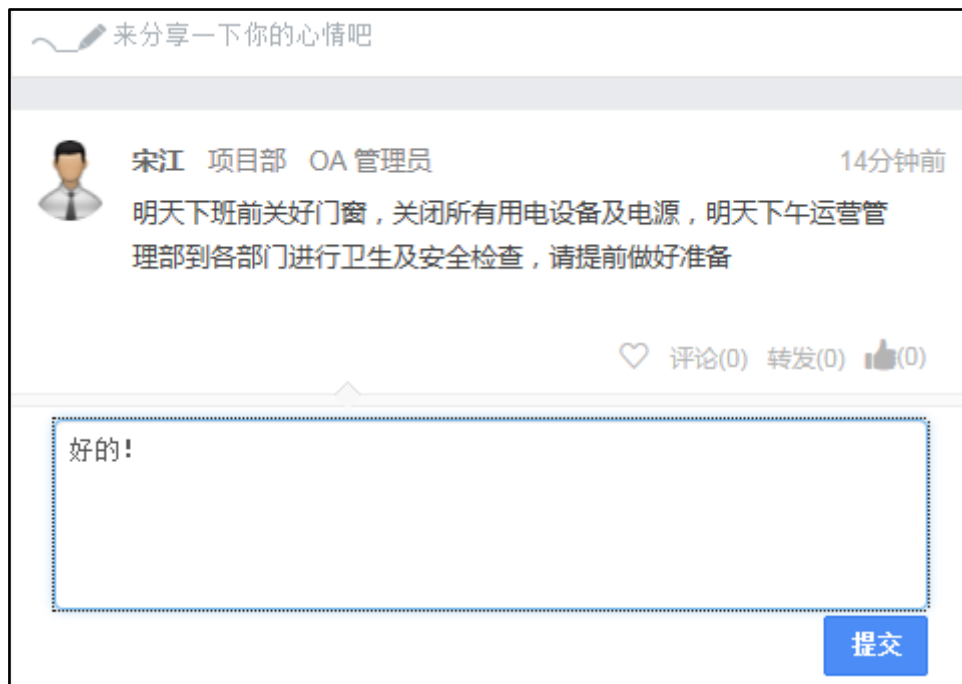 来分享一下你的心情吧
宋江 项目部 OA 管理员 14分钟前
明天下班前关好门窗，关闭所有用电设备及电源，明天下午运营管
理部到各部门进行卫生及安全检查，请提前做好准备
评论(0) 转发(0) (0)
好的!
提交